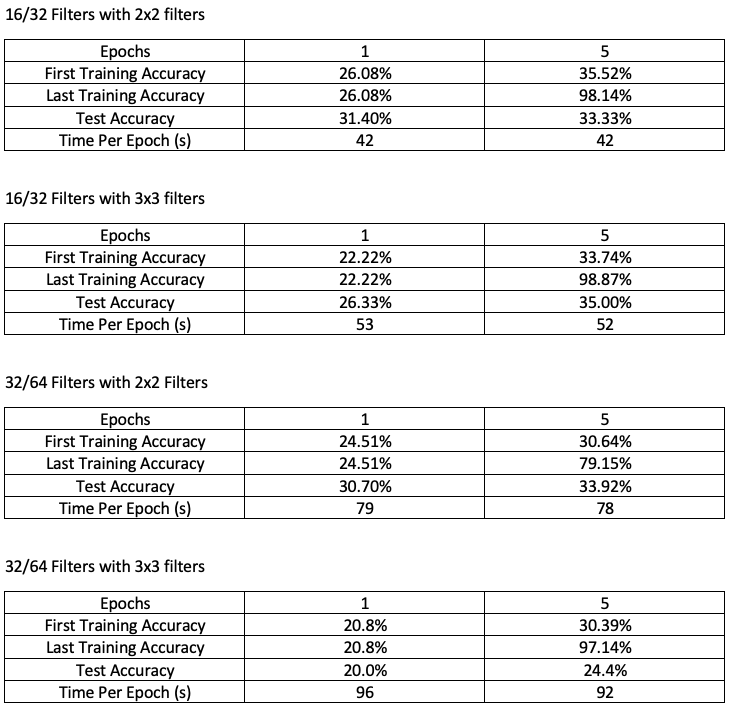 16/32 Filters with 2x2 filters
Epochs 1 5
First Training Accuracy 26.08% 35.52%
Last Training Accuracy 26.08% 98.14%
Test Accuracy 31.40% 33.33%
Time Per Epoch (s) 42 42
16/32 Filters with 3x3 filters
Epochs 1 5
First Training Accuracy 22.22% 33.74%
Last Training Accuracy 22.22% 98.87%
Test Accuracy 26.33% 35.00%
Time Per Epoch (s) 53 52
32/64 Filters with 2x2 Filters
Epochs 1 5
First Training Accuracy 24.51% 30.64%
Last Training Accuracy 24.51% 79.15%
Test Accuracy 30.70% 33.92%
Time Per Epoch (s) 79 78
32/64 Filters with 3x3 filters
Epochs 1 5
First Training Accuracy 20.8% 30.39%
Last Training Accuracy 20.8% 97.14%
Test Accuracy 20.0% 24.4%
Time Per Epoch (s) 96 92